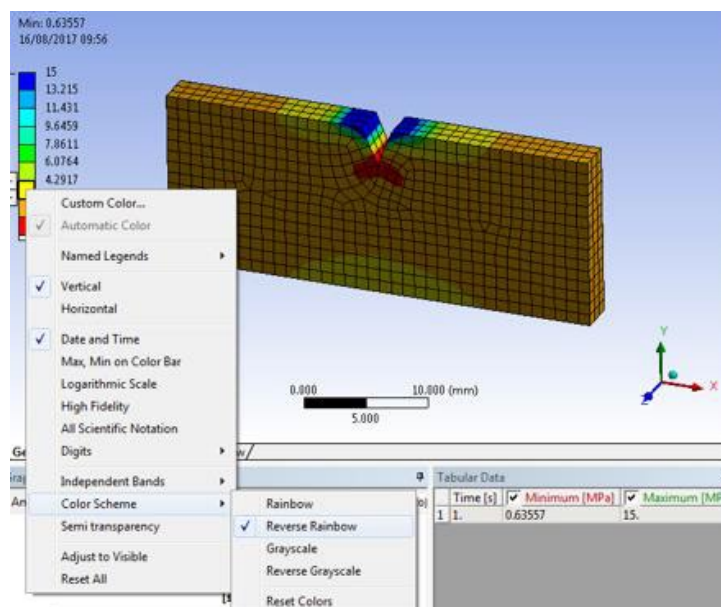 Min: 0.63557
16/08/2017 09:56
15
13.215
11.431
9.6459
7.8611
6.0764
4.2917
Custom Color...
Automatic Color
Named Legends
Vertical
Horizontal
Date and Time
Max, Min on Color Bar
Logarithmic Scale
High Fidelity
All Scientific Notation
Digits
Independent Bands
Color Scheme
Semi transparency
Adjust to Visible
Reset All
Rainbow
Reverse Rainbow
Grayscale
Reverse Grayscale
Reset Colors
0.000 10.000 (mm)
5.000
Y
X
Z
Tabular Data
Time [s] Minimum [MPa] Maximum [MP
1 1. 0.63557 15.